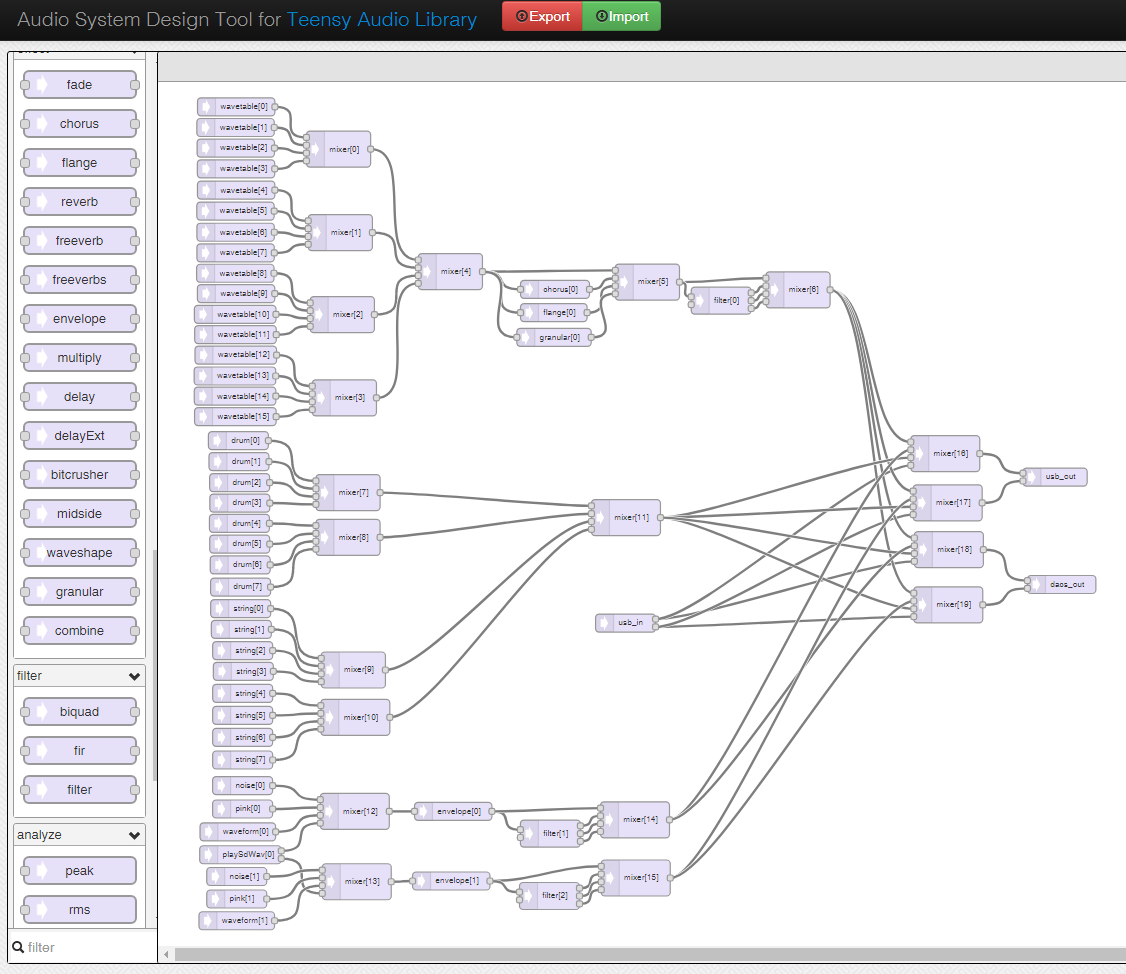 Audio System Design Tool for Teensy Audio Library
Export
Import
fade
chorus
flange
reverb
freeverb
freeverbs
envelope
multiply
delay
delayExt
bitcrusher
midside
waveshape
granular
combine
filter
biquad
fir
filter
analyze
peak
rms
filter
wavetable[0]
wavetable[1]
wavetable[2]
wavetable[3]
mixer[0]
wavetable[4]
wavetable[5]
wavetable[6]
wavetable[7]
mixer[1]
wavetable[8]
wavetable[9]
wavetable[10]
wavetable[11]
mixer[2]
wavetable[12]
wavetable[13]
wavetable[14]
wavetable[15]
mixer[3]
mixer[4]
chorus[0]
flange[0]
granular[0]
mixer[5]
filter[0]
mixer[6]
drum[0]
drum[1]
drum[2]
drum[3]
mixer[7]
drum[4]
drum[5]
drum[6]
drum[7]
mixer[8]
string[0]
string[1]
string[2]
string[3]
mixer[9]
string[4]
string[5]
string[6]
string[7]
mixer[10]
mixer[11]
usb_in
noise[0]
pink[0]
waveform[0]
playSdWav[0]
mixer[12]
envelope[0]
filter[1]
mixer[14]
noise[1]
pink[1]
waveform[1]
mixer[13]
envelope[1]
filter[2]
mixer[15]
mixer[16]
mixer[17]
usb_out
mixer[18]
mixer[19]
dacs_out